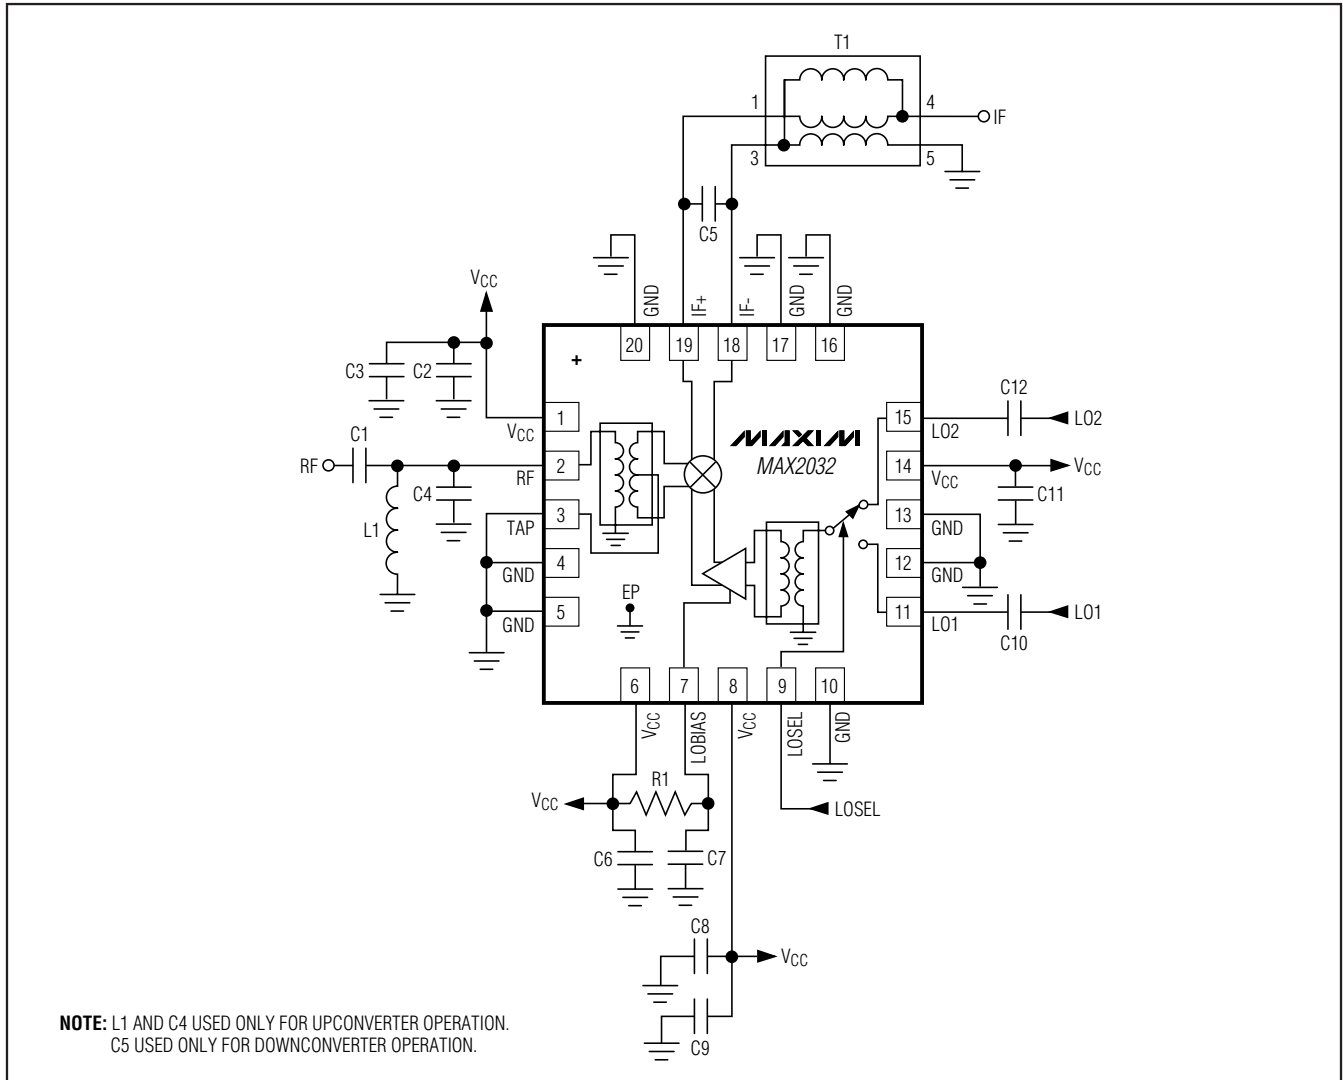 T1
1
4
IF
3
5
C5
VCC
GND
IF+
IF-
GND
GND
20
19
18
17
16
+
C3
C2
C12
1
VCC
15
LO2
LO2
MAXIM
MAX2032
C1
RF
2
RF
14
VCC
VCC
C4
C11
L1
3
TAP
13
GND
4
GND
12
GND
EP
5
GND
11
LO1
LO1
C10
6
7
8
9
10
VCC
LOBIAS
VCC
LOSEL
GND
R1
VCC
LOSEL
C6
C7
C8
VCC
C9
NOTE: L1 AND C4 USED ONLY FOR UPCONVERTER OPERATION.
C5 USED ONLY FOR DOWNCONVERTER OPERATION.